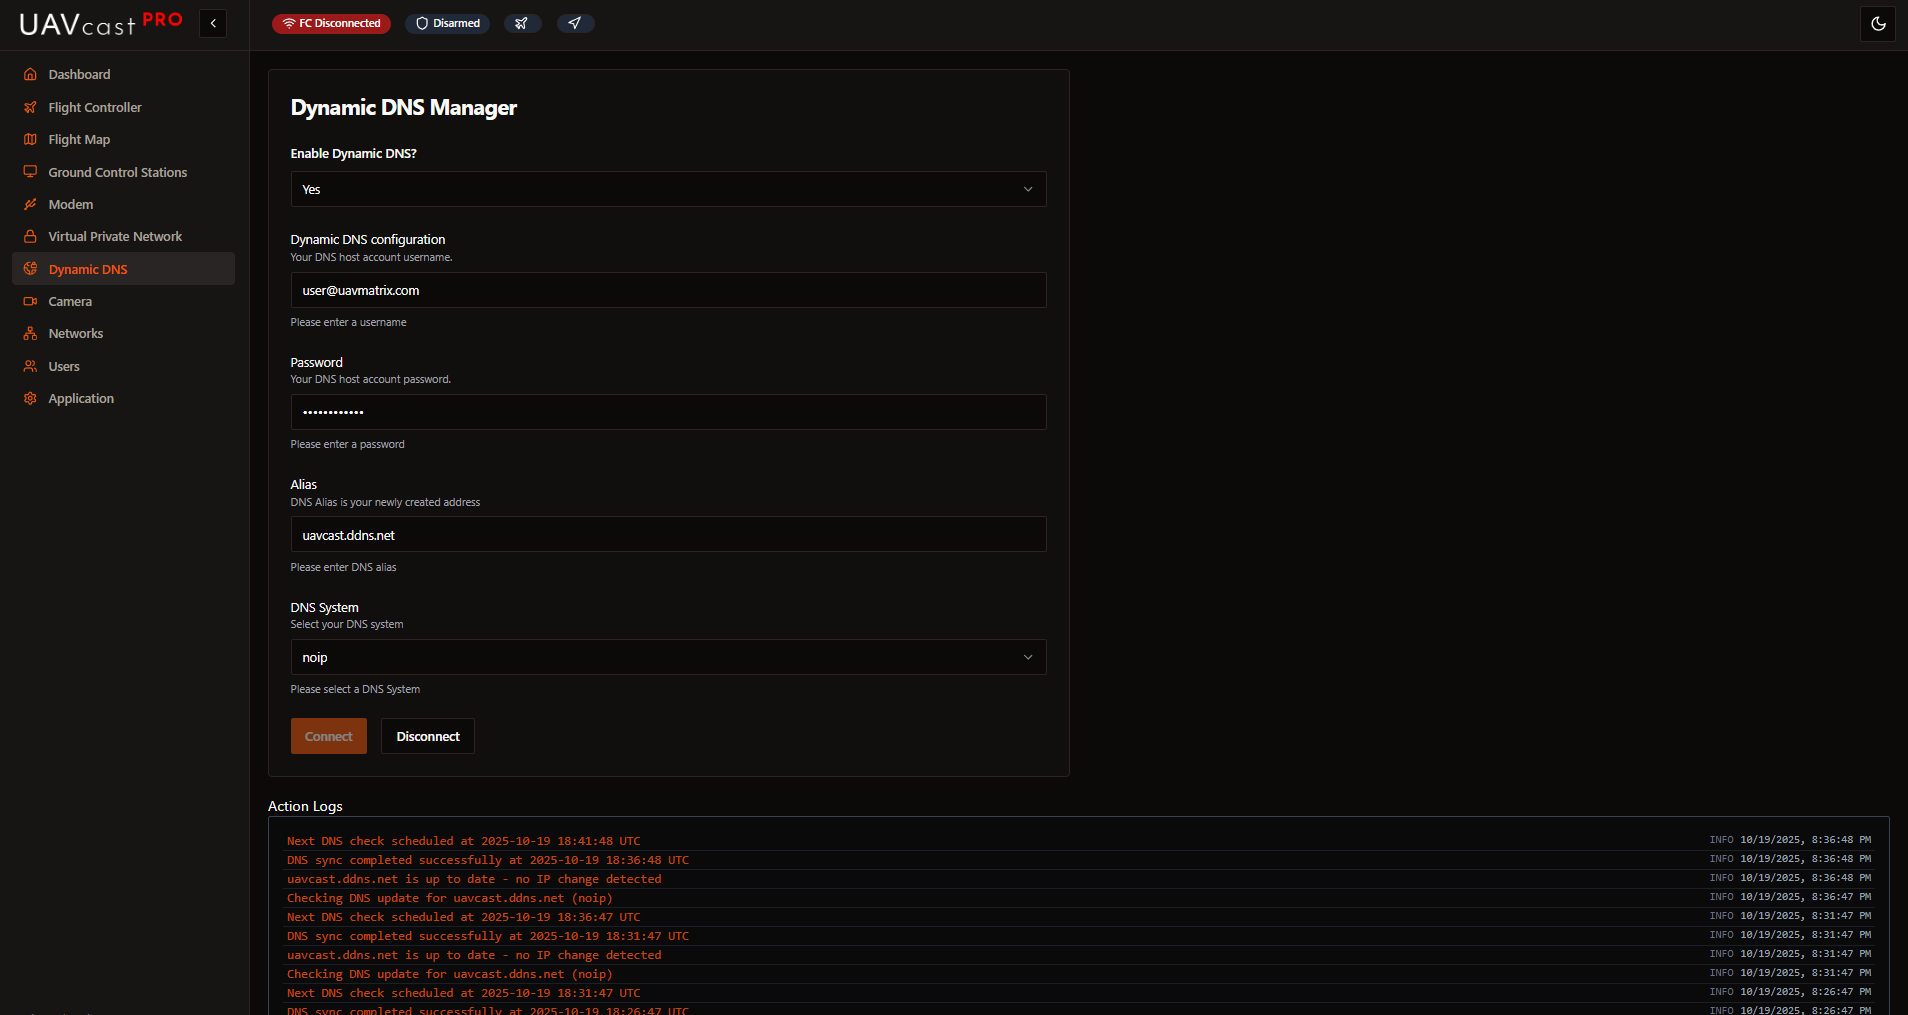 UAVcast PRO
FC Disconnected
Disarmed
Dashboard
Flight Controller
Flight Map
Ground Control Stations
Modem
Virtual Private Network
Dynamic DNS
Camera
Networks
Users
Application
Dynamic DNS Manager
Enable Dynamic DNS?
Yes
Dynamic DNS configuration
Your DNS host account username.
user@uavmatrix.com
Please enter a username
Password
Your DNS host account password.
••••••••••••
Please enter a password
Alias
DNS Alias is your newly created address
uavcast.ddns.net
Please enter DNS alias
DNS System
Select your DNS system
noip
Please select a DNS System
Connect
Disconnect
Action Logs
Next DNS check scheduled at 2025-10-19 18:41:48 UTC INFO 10/19/2025, 8:36:48 PM
DNS sync completed successfully at 2025-10-19 18:36:48 UTC INFO 10/19/2025, 8:36:48 PM
uavcast.ddns.net is up to date - no IP change detected INFO 10/19/2025, 8:36:48 PM
Checking DNS update for uavcast.ddns.net (noip) INFO 10/19/2025, 8:36:47 PM
Next DNS check scheduled at 2025-10-19 18:36:47 UTC INFO 10/19/2025, 8:31:47 PM
DNS sync completed successfully at 2025-10-19 18:31:47 UTC INFO 10/19/2025, 8:31:47 PM
uavcast.ddns.net is up to date - no IP change detected INFO 10/19/2025, 8:31:47 PM
Checking DNS update for uavcast.ddns.net (noip) INFO 10/19/2025, 8:31:47 PM
Next DNS check scheduled at 2025-10-19 18:31:47 UTC INFO 10/19/2025, 8:26:47 PM
DNS sync completed successfully at 2025-10-19 18:26:47 UTC INFO 10/19/2025, 8:26:47 PM